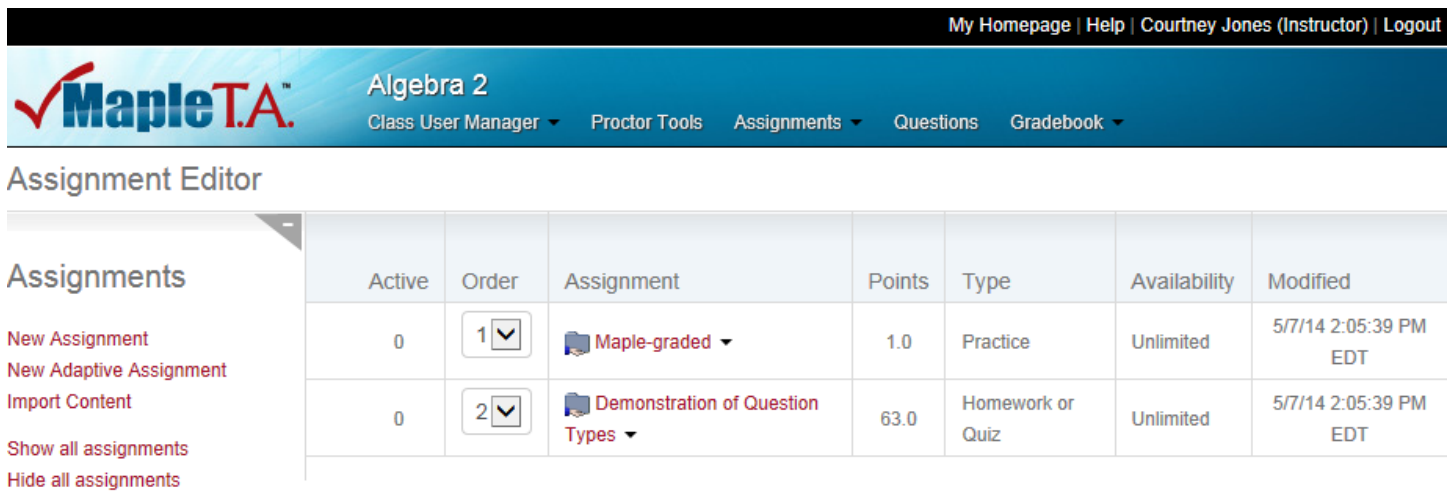 My Homepage | Help | Courtney Jones (Instructor) | Logout
MapleT.A.™
Algebra 2
Class User Manager Proctor Tools Assignments Questions Gradebook
Assignment Editor
Assignments
New Assignment
New Adaptive Assignment
Import Content
Show all assignments
Hide all assignments
Active Order Assignment Points Type Availability Modified
0 1 Maple-graded 1.0 Practice Unlimited 5/7/14 2:05:39 PM
EDT
0 2 Demonstration of Question 63.0 Homework or Unlimited 5/7/14 2:05:39 PM
Types Quiz EDT